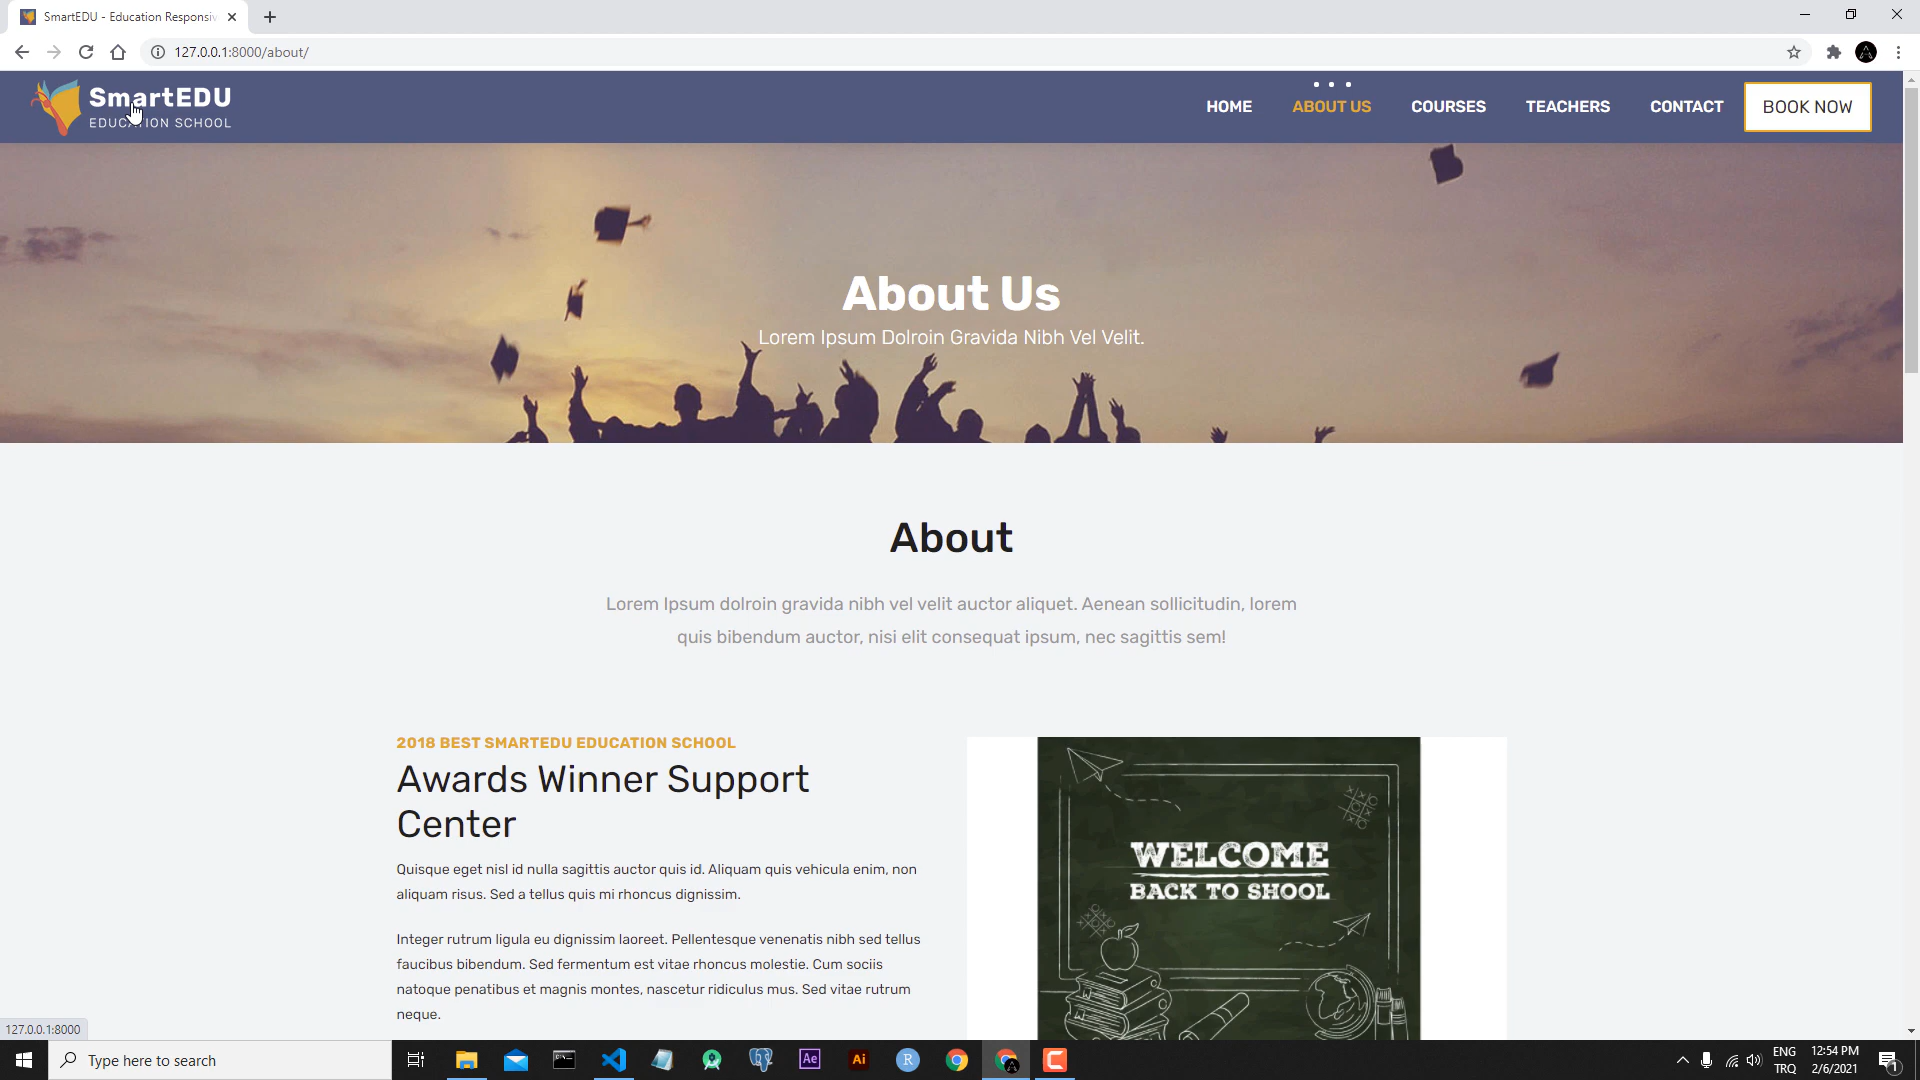 SmartEDU - Education Responsiv
127.0.0.1:8000/about/
SmartEDU
EDUCATION SCHOOL
HOME
ABOUT US
COURSES
TEACHERS
CONTACT
BOOK NOW
About Us
Lorem Ipsum Dolroin Gravida Nibh Vel Velit.
About
Lorem Ipsum dolroin gravida nibh vel velit auctor aliquet. Aenean sollicitudin, lorem
quis bibendum auctor, nisi elit consequat ipsum, nec sagittis sem!
2018 BEST SMARTEDU EDUCATION SCHOOL
Awards Winner Support
Center
Quisque eget nisl id nulla sagittis auctor quis id. Aliquam quis vehicula enim, non
aliquam risus. Sed a tellus quis mi rhoncus dignissim.
Integer rutrum ligula eu dignissim laoreet. Pellentesque venenatis nibh sed tellus
faucibus bibendum. Sed fermentum est vitae rhoncus molestie. Cum sociis
natoque penatibus et magnis montes, nascetur ridiculus mus. Sed vitae rutrum
neque.
WELCOME
BACK TO SHOOL
127.0.0.1:8000
Type here to search
Ae
Ai
R
ENG
TRQ
12:54 PM
2/6/2021
1